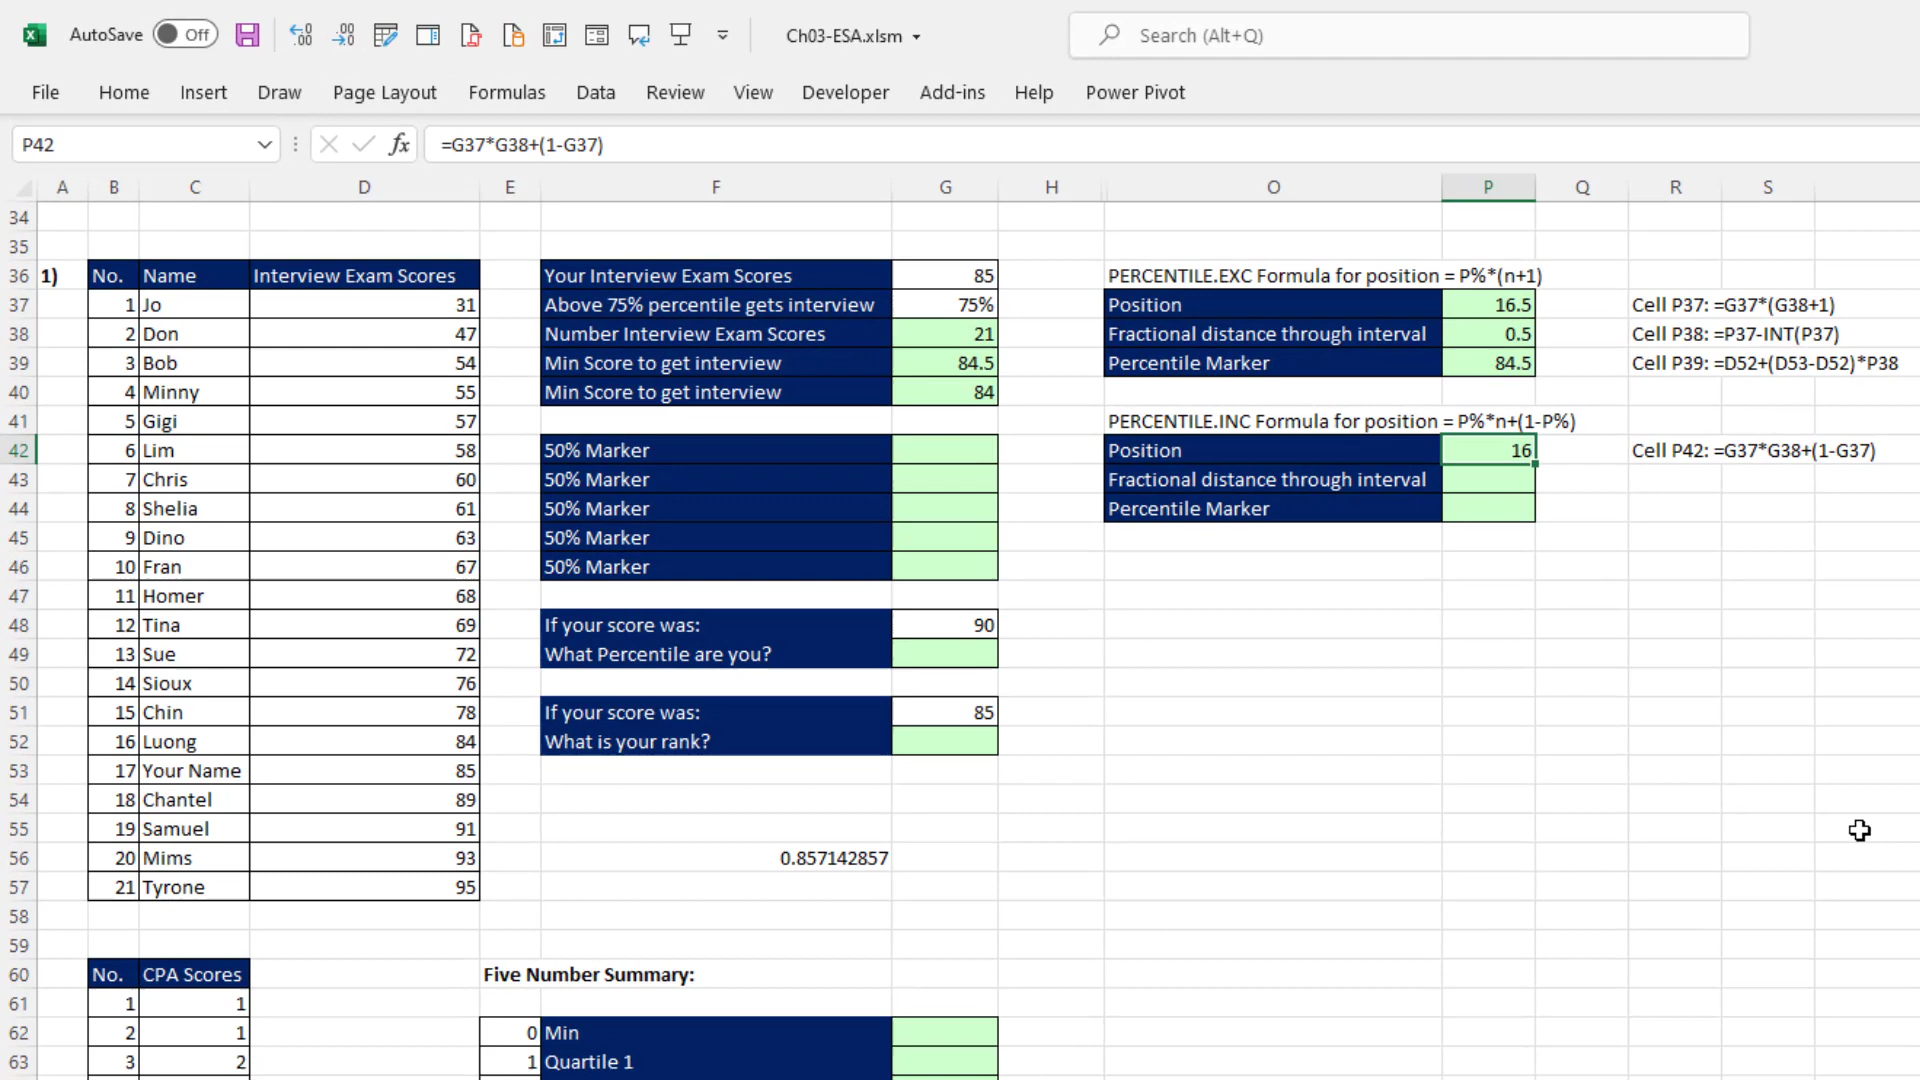 AutoSave Off Ch03-ESA.xlsm Search (Alt+Q)
File Home Insert Draw Page Layout Formulas Data Review View Developer Add-ins Help Power Pivot
P42 fx =G37*G38+(1-G37)
A B C D E F G H O P Q R S
34
35
36 1) No. Name Interview Exam Scores Your Interview Exam Scores 85 PERCENTILE.EXC Formula for position = P%*(n+1)
37 1 Jo 31 Above 75% percentile gets interview 75% Position 16.5 Cell P37: =G37*(G38+1)
38 2 Don 47 Number Interview Exam Scores 21 Fractional distance through interval 0.5 Cell P38: =P37-INT(P37)
39 3 Bob 54 Min Score to get interview 84.5 Percentile Marker 84.5 Cell P39: =D52+(D53-D52)*P38
40 4 Minny 55 Min Score to get interview 84
41 5 Gigi 57 PERCENTILE.INC Formula for position = P%*n+(1-P%)
42 6 Lim 58 50% Marker Position 16 Cell P42: =G37*G38+(1-G37)
43 7 Chris 60 50% Marker Fractional distance through interval
44 8 Shelia 61 50% Marker Percentile Marker
45 9 Dino 63 50% Marker
46 10 Fran 67 50% Marker
47 11 Homer 68
48 12 Tina 69 If your score was: 90
49 13 Sue 72 What Percentile are you?
50 14 Sioux 76
51 15 Chin 78 If your score was: 85
52 16 Luong 84 What is your rank?
53 17 Your Name 85
54 18 Chantel 89
55 19 Samuel 91
56 20 Mims 93 0.857142857
57 21 Tyrone 95
58
59
60 No. CPA Scores Five Number Summary:
61 1 1
62 2 1 0 Min
63 3 2 1 Quartile 1